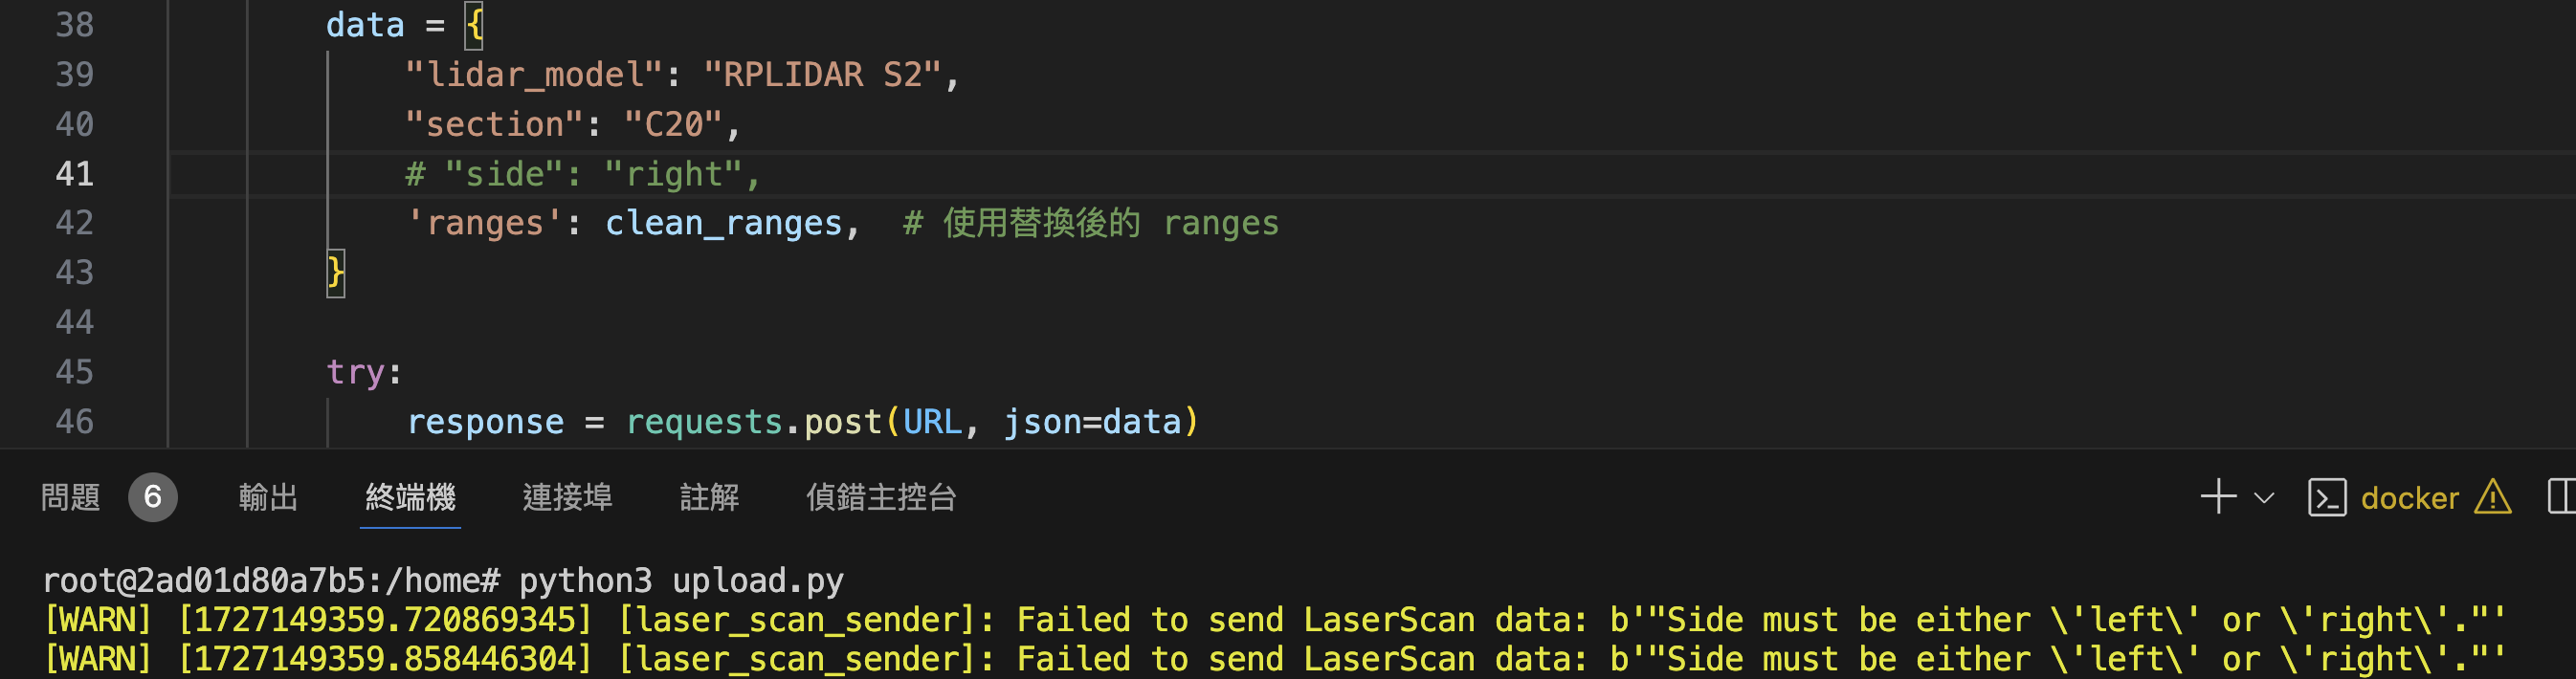 38 data = {
39 "lidar_model": "RPLIDAR S2",
40 "section": "C20",
41 # "side": "right",
42 'ranges': clean_ranges,  # 使用替換後的 ranges
43 }
44
45 try:
46 response = requests.post(URL, json=data)
問題 6 輸出 終端機 連接埠 註解 偵錯主控台 docker
root@2ad01d80a7b5:/home# python3 upload.py
[WARN] [1727149359.720869345] [laser_scan_sender]: Failed to send LaserScan data: b'"Side must be either \'left\' or \'right\'."'
[WARN] [1727149359.858446304] [laser_scan_sender]: Failed to send LaserScan data: b'"Side must be either \'left\' or \'right\'."'